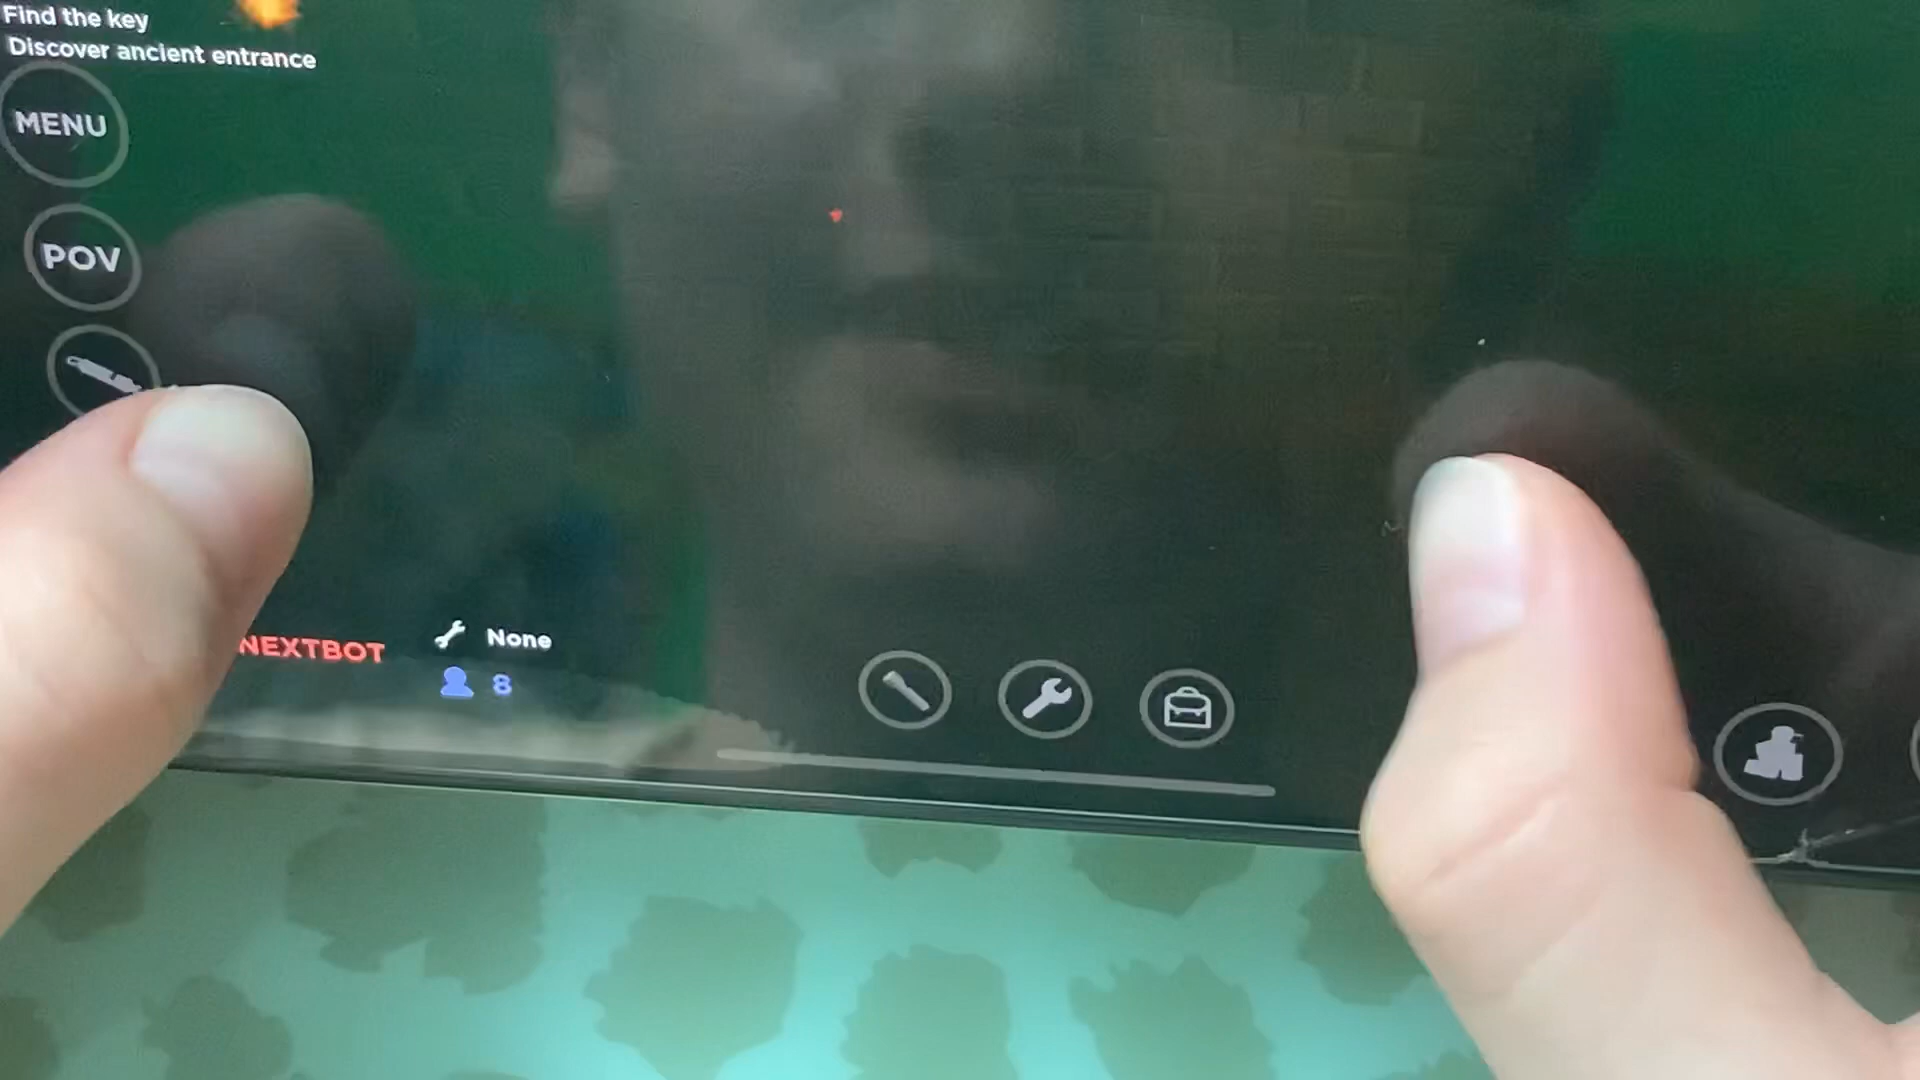 Find the key
Discover ancient entrance
MENU
POV
NEXTBOT
None
8